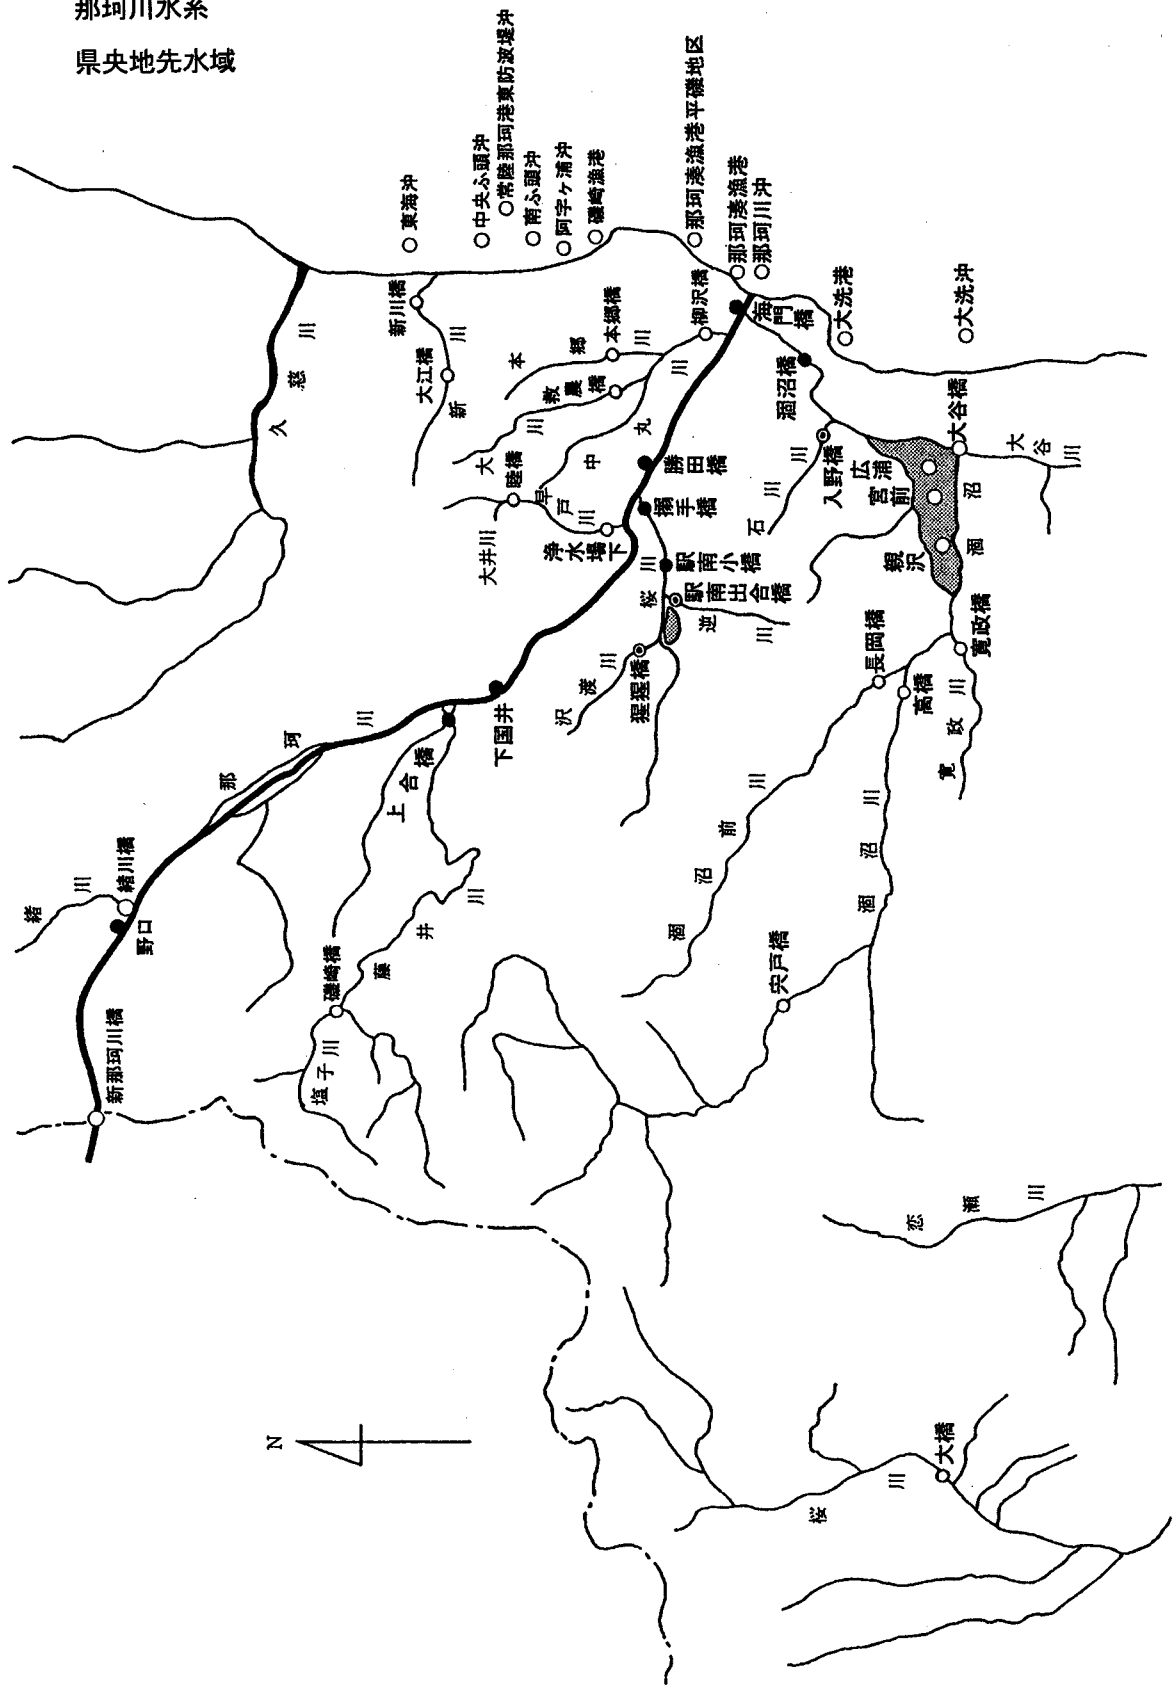 那珂川水系
県央地先水域
東海沖
中央ふ頭沖
常陸那珂港東防波堤沖
南ふ頭沖
阿字ヶ浦沖
磯崎漁港
那珂湊漁港平磯地区
那珂湊漁港
那珂川沖
大洗港
大洗沖
久慈川
新川橋
大江橋
新川
本郷川
本郷橋
柳沢橋
海門橋
大川
救農橋
中丸川
睦橋
早戸川
大井川
浄水場下
勝田橋
搦手橋
駅南小橋
駅南出合橋
桜川
逆川
沢渡川
猩猩橋
涸沼橋
石川川
入野橋
広浦
宮前
親沢
涸沼
大谷橋
大谷川
寛政橋
寛政川
長岡橋
高橋
涸沼前川
涸沼川
宍戸橋
下国井
那珂川
上合橋
藤井川
磯崎橋
塩子川
緒川
緒川橋
野口
新那珂川橋
恋瀬川
N
桜川
大橋